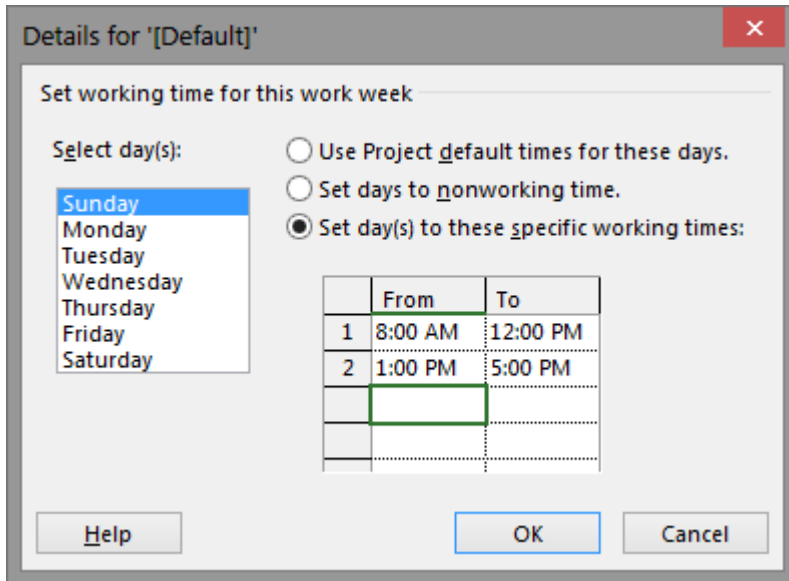 Details for '[Default]'
Set working time for this work week
Select day(s):
Use Project default times for these days.
Set days to nonworking time.
Set day(s) to these specific working times:
Sunday
Monday
Tuesday
Wednesday
Thursday
Friday
Saturday
From To
1 8:00 AM 12:00 PM
2 1:00 PM 5:00 PM
Help OK Cancel